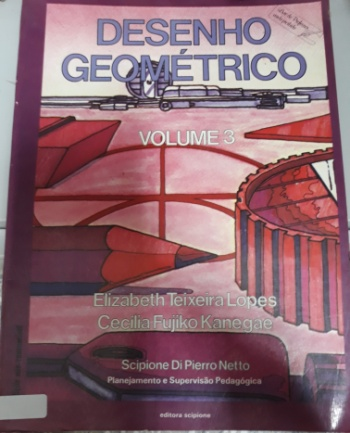 DESENHO
GEOMÉTRICO
VOLUME 3
Elizabeth Teixeira Lopes
Cecília Fujiko Kanegae
Scipione Di Pierro Netto
Planejamento e Supervisão Pedagógica
editora scipione